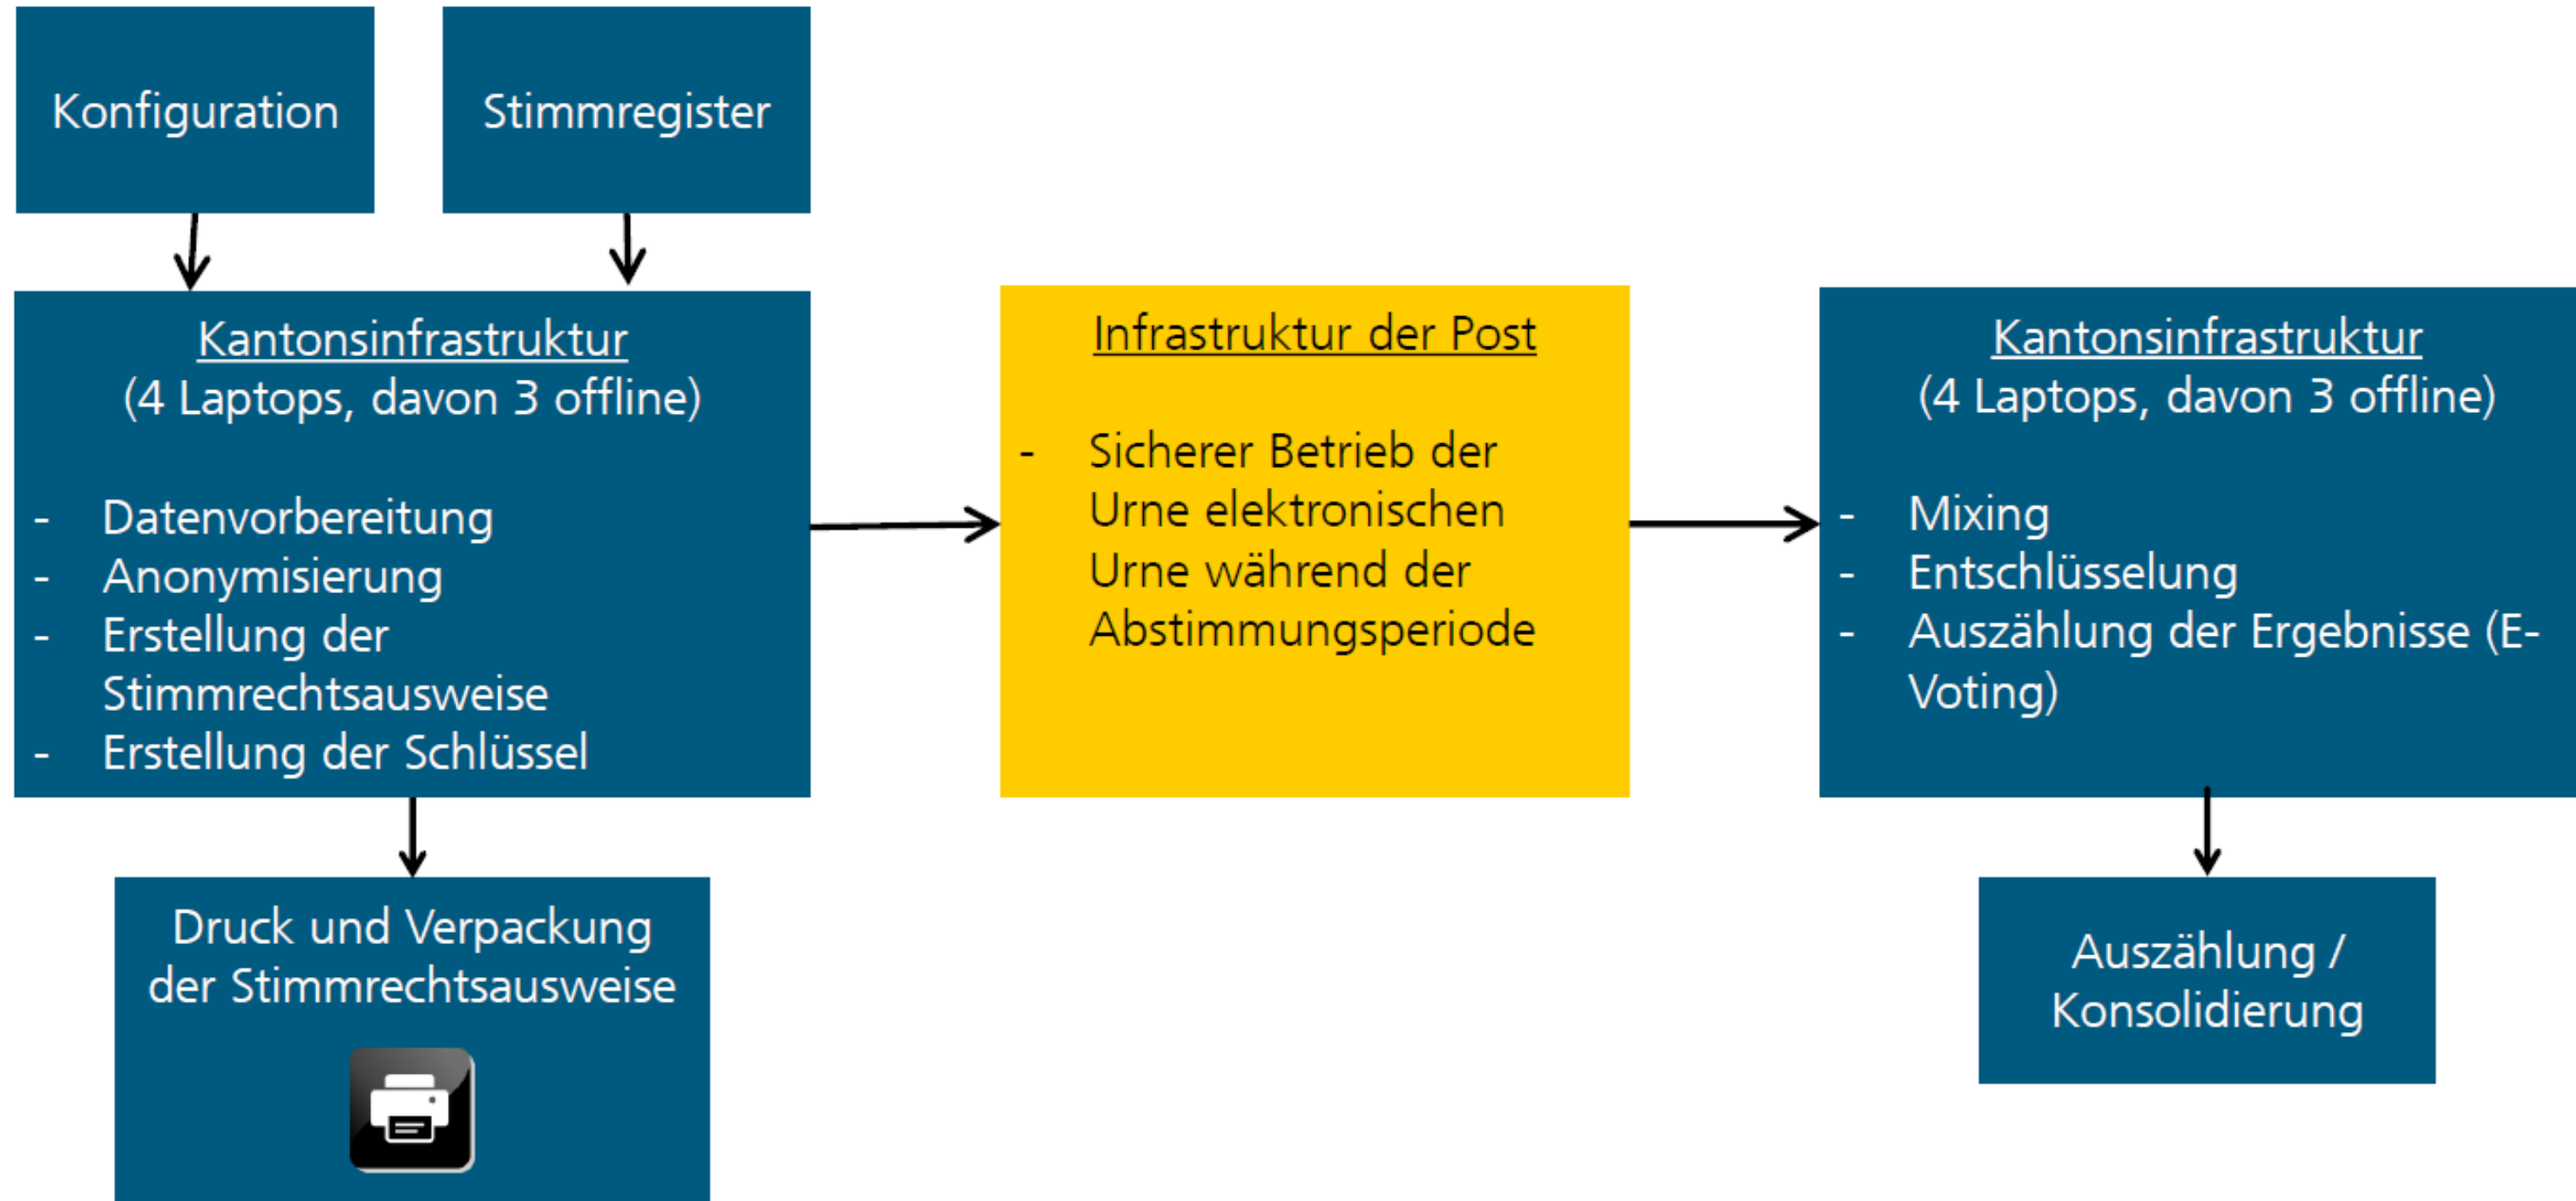 Konfiguration
Stimmregister
Kantonsinfrastruktur
(4 Laptops, davon 3 offline)
- Datenvorbereitung
- Anonymisierung
- Erstellung der
Stimmrechtsausweise
- Erstellung der Schlüssel
Infrastruktur der Post
- Sicherer Betrieb der
Urne elektronischen
Urne während der
Abstimmungsperiode
Kantonsinfrastruktur
(4 Laptops, davon 3 offline)
- Mixing
- Entschlüsselung
- Auszählung der Ergebnisse (E-
Voting)
Druck und Verpackung
der Stimmrechtsausweise
Auszählung /
Konsolidierung